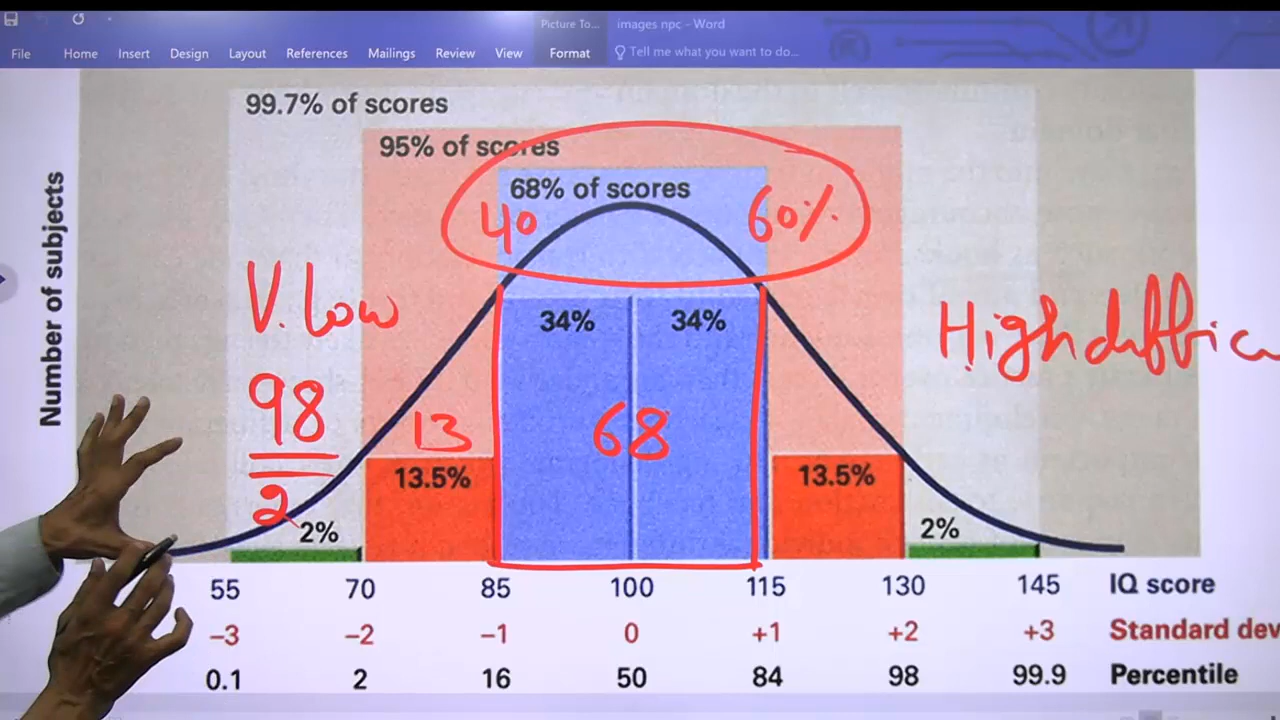 Picture To...
images npc - Word
File Home Insert Design Layout References Mailings Review View Format Tell me what you want to do...
99.7% of scores
95% of scores
68% of scores
40 60%
V. Low
34% 34%
98
2
13
68
13.5% 13.5%
2% 2%
Number of subjects
55 70 85 100 115 130 145 IQ score
−3 −2 −1 0 +1 +2 +3 Standard dev
0.1 2 16 50 84 98 99.9 Percentile